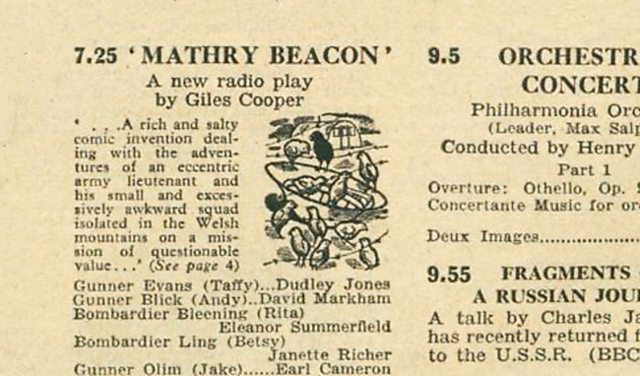 7.25 'MATHRY BEACON'
A new radio play
by Giles Cooper
'. . .A rich and salty
comic invention deal-
ing with the adven-
tures of an eccentric
army lieutenant and
his small and exces-
sively awkward squad
isolated in the Welsh
mountains on a mis-
sion of questionable
value...' (See page 4)
Gunner Evans (Taffy)...Dudley Jones
Gunner Blick (Andy)..David Markham
Bombardier Bleening (Rita)
Eleanor Summerfield
Bombardier Ling (Betsy)
Janette Richer
Gunner Olim (Jake)......Earl Cameron
9.5 ORCHESTR
CONCERT
Philharmonia Orc
(Leader, Max Salp
Conducted by Henry
Part 1
Overture: Othello, Op. 9
Concertante Music for orc
Deux Images....................
9.55 FRAGMENTS
A RUSSIAN JOU
A talk by Charles Ja
has recently returned f
to the U.S.S.R. (BBC